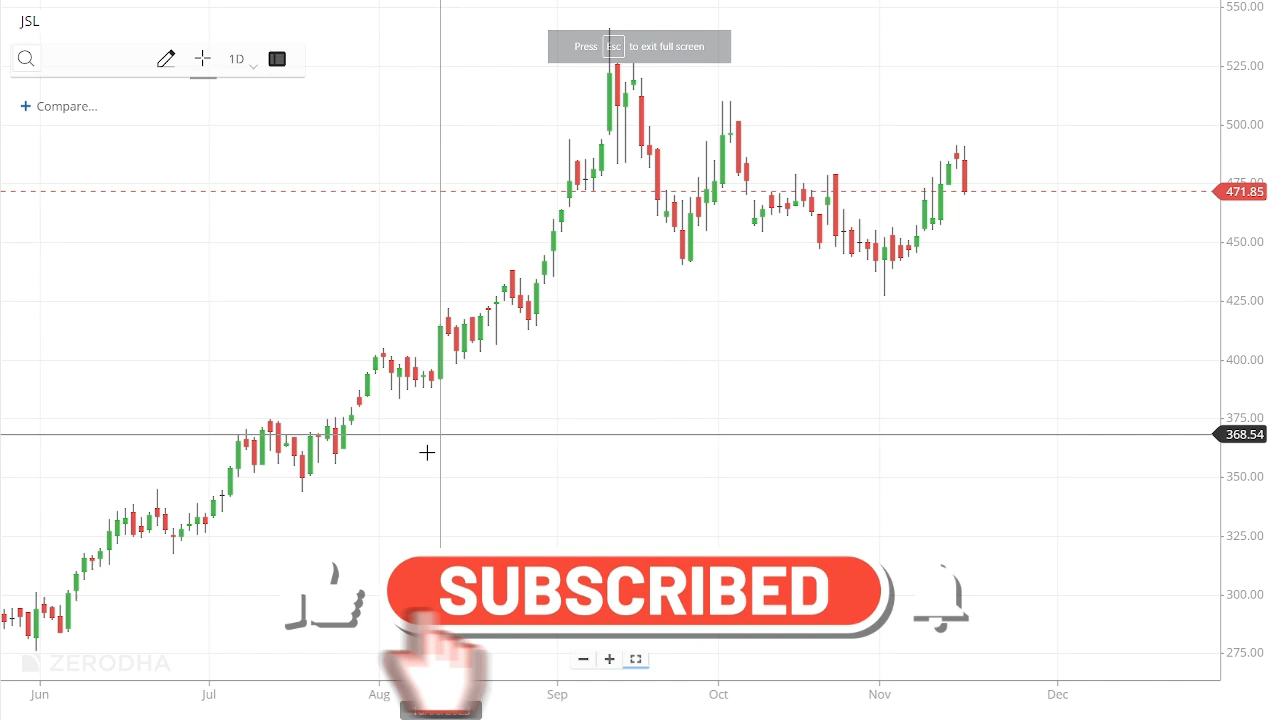 JSL
550.00
Press Esc to exit full screen
1D
525.00
+ Compare...
500.00
475.00
471.85
450.00
425.00
400.00
375.00
368.54
350.00
325.00
SUBSCRIBED
300.00
275.00
ZERODHA
Jun Jul Aug Sep Oct Nov Dec